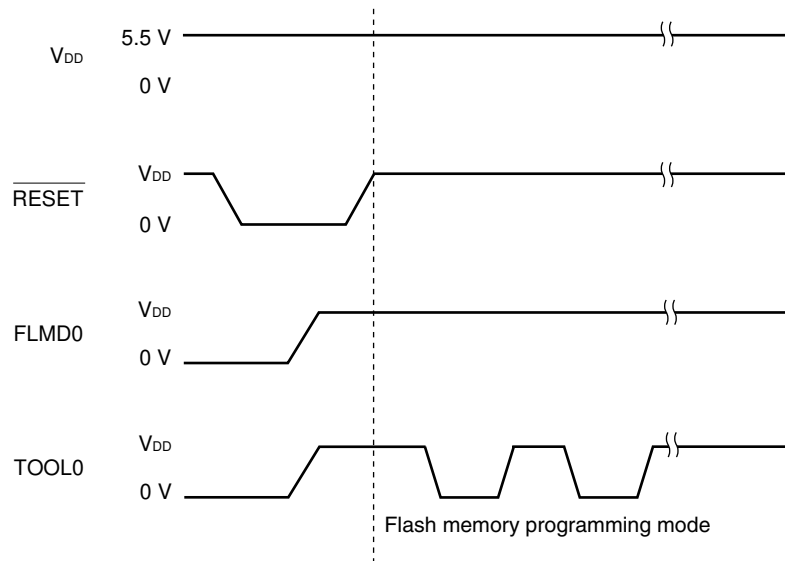 5.5 V
VDD
0 V
VDD
RESET
0 V
VDD
FLMD0
0 V
VDD
TOOL0
0 V
Flash memory programming mode